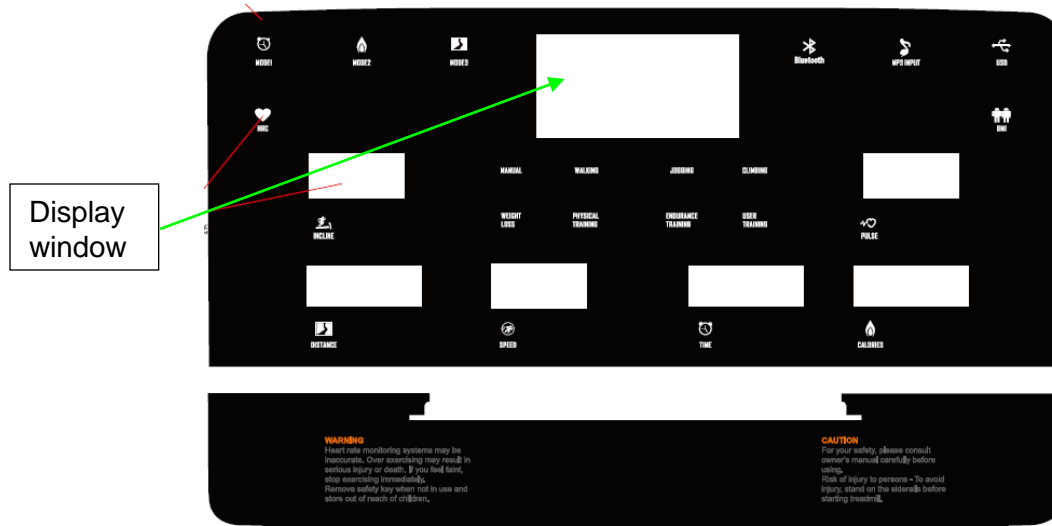 MODE1
MODE2
MODE3
Bluetooth
MP3 INPUT
USB
HRC
BMI
MANUAL
WALKING
JOGGING
CLIMBING
Display
window
WEIGHT
LOSS
PHYSICAL
TRAINING
ENDURANCE
TRAINING
USER
TRAINING
INCLINE
PULSE
DISTANCE
SPEED
TIME
CALORIES
WARNING
Heart rate monitoring systems may be
inaccurate. Over exercising may result in
serious injury or death. If you feel faint,
stop exercising immediately.
Remove safety key when not in use and
store out of reach of children.
CAUTION
For your safety, please consult
owner's manual carefully before
using.
Risk of injury to persons - To avoid
injury, stand on the siderails before
starting treadmill.